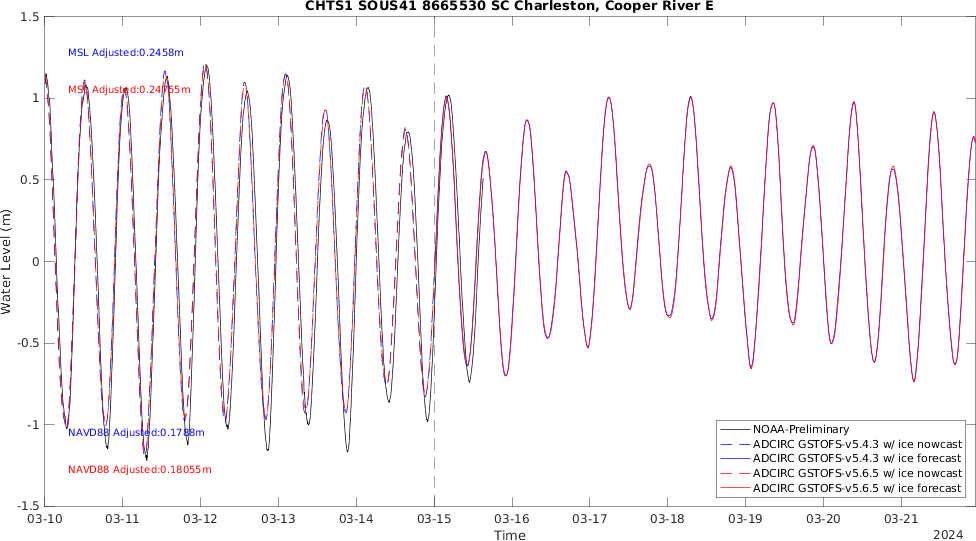 CHTS1 SOUS41 8665530 SC Charleston, Cooper River E
1.5
MSL Adjusted:0.2458m
1
MSL Adjusted:0.24755m
0.5
0
Water Level (m)
-0.5
-1
NAVD88 Adjusted:0.1788m
NAVD88 Adjusted:0.18055m
-1.5
NOAA-Preliminary
ADCIRC GSTOFS-v5.4.3 w/ ice nowcast
ADCIRC GSTOFS-v5.4.3 w/ ice forecast
ADCIRC GSTOFS-v5.6.5 w/ ice nowcast
ADCIRC GSTOFS-v5.6.5 w/ ice forecast
03-10 03-11 03-12 03-13 03-14 03-15 03-16 03-17 03-18 03-19 03-20 03-21
Time
2024